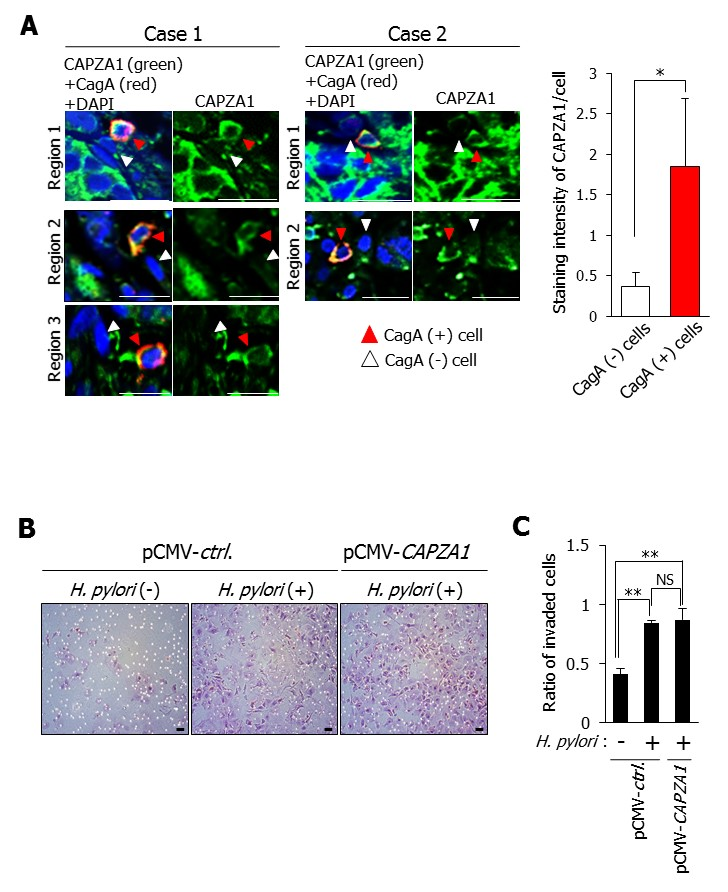 A
Case 1
Case 2
CAPZA1 (green)
+CagA (red)
+DAPI
CAPZA1
CAPZA1 (green)
+CagA (red)
+DAPI
CAPZA1
Region 1
Region 2
Region 3
Region 1
Region 2
CagA (+) cell
CagA (-) cell
Staining intensity of CAPZA1/cell
3
2.5
2
1.5
1
0.5
0
*
CagA (-) cells
CagA (+) cells
B
pCMV-ctrl.
pCMV-CAPZA1
H. pylori (-)
H. pylori (+)
H. pylori (+)
C
Ratio of invaded cells
1.5
1
0.5
0
**
**
NS
H. pylori : - + +
pCMV-ctrl.
pCMV-CAPZA1